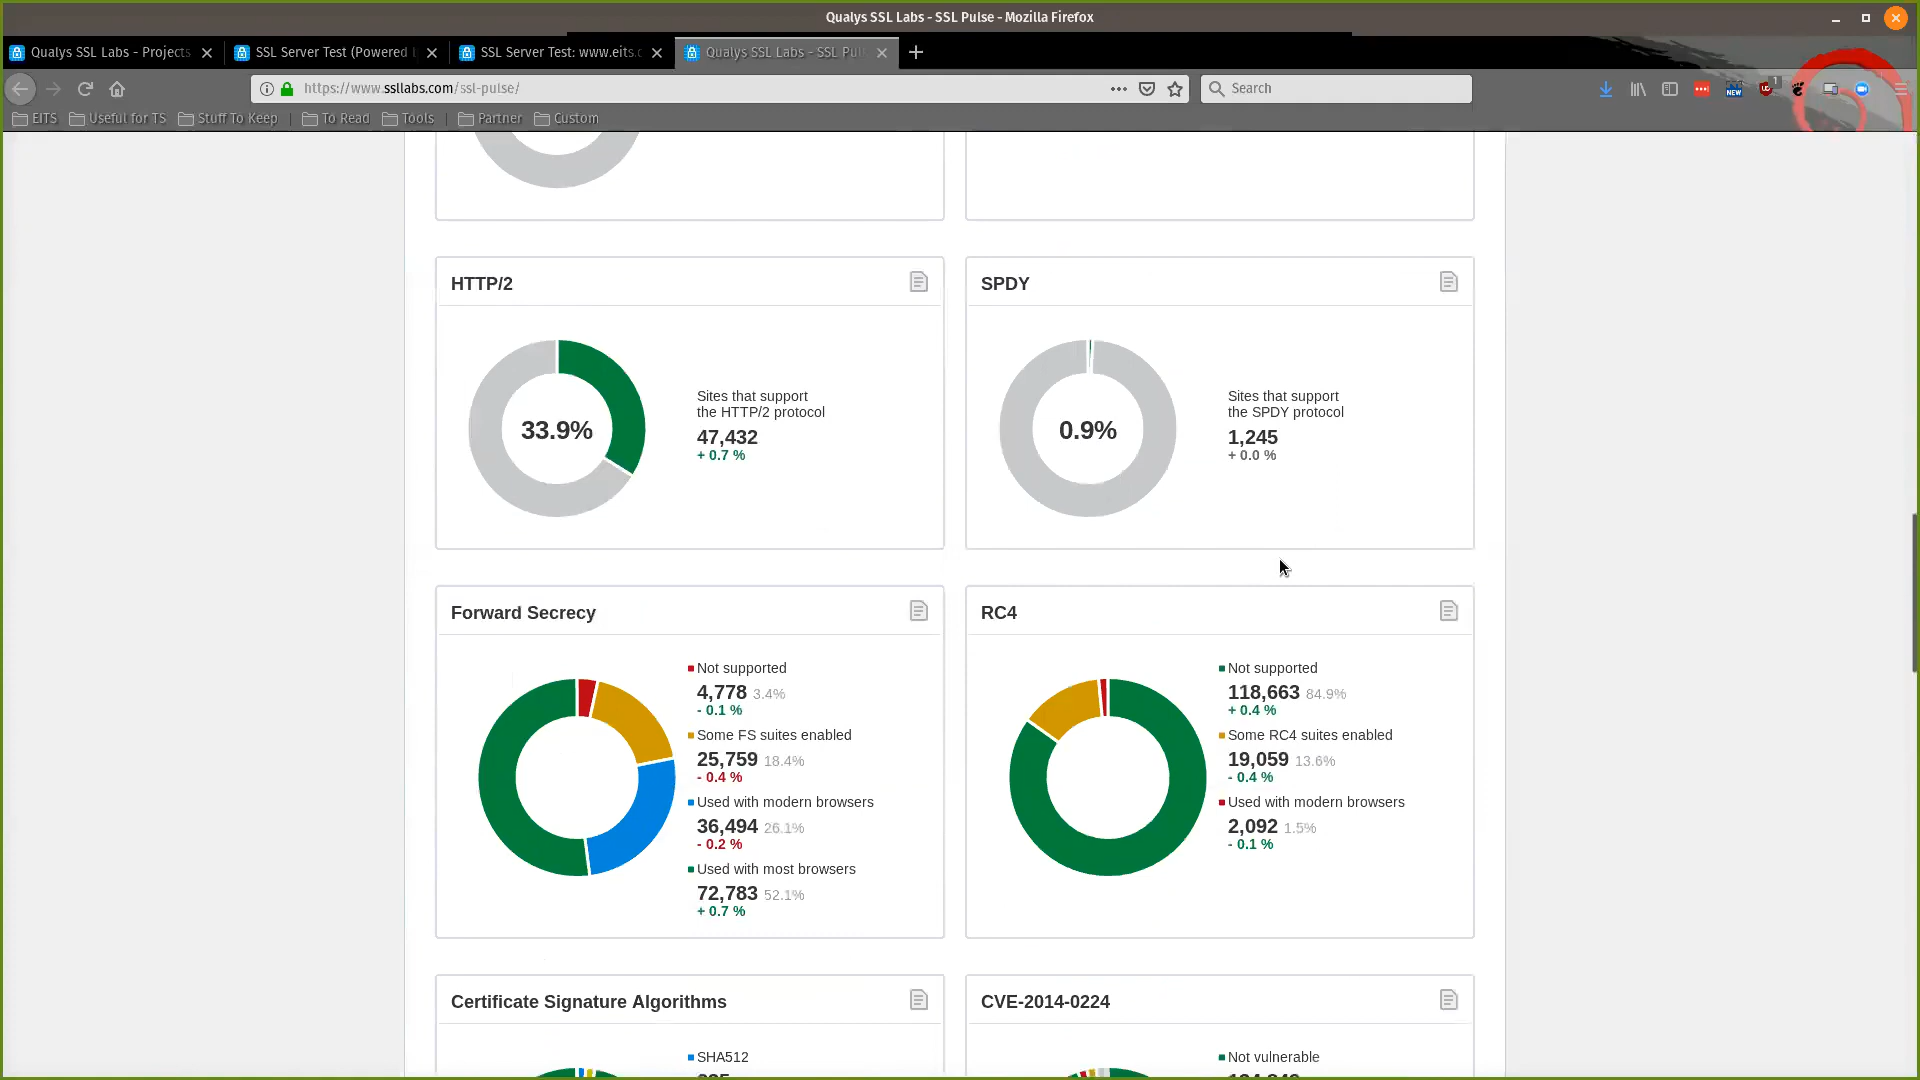 Qualys SSL Labs - SSL Pulse - Mozilla Firefox
Qualys SSL Labs - Projects
SSL Server Test (Powered
SSL Server Test: www.eits.
Qualys SSL Labs - SSL Pul
https://www.ssllabs.com/ssl-pulse/
Search
NEW
1
EITS
Useful for TS
Stuff To Keep
To Read
Tools
Partner
Custom
HTTP/2
33.9%
Sites that support
the HTTP/2 protocol
47,432
+ 0.7 %
SPDY
0.9%
Sites that support
the SPDY protocol
1,245
+ 0.0 %
Forward Secrecy
Not supported
4,778 3.4%
- 0.1 %
Some FS suites enabled
25,759 18.4%
- 0.4 %
Used with modern browsers
36,494 26.1%
- 0.2 %
Used with most browsers
72,783 52.1%
+ 0.7 %
RC4
Not supported
118,663 84.9%
+ 0.4 %
Some RC4 suites enabled
19,059 13.6%
- 0.4 %
Used with modern browsers
2,092 1.5%
- 0.1 %
Certificate Signature Algorithms
SHA512
CVE-2014-0224
Not vulnerable